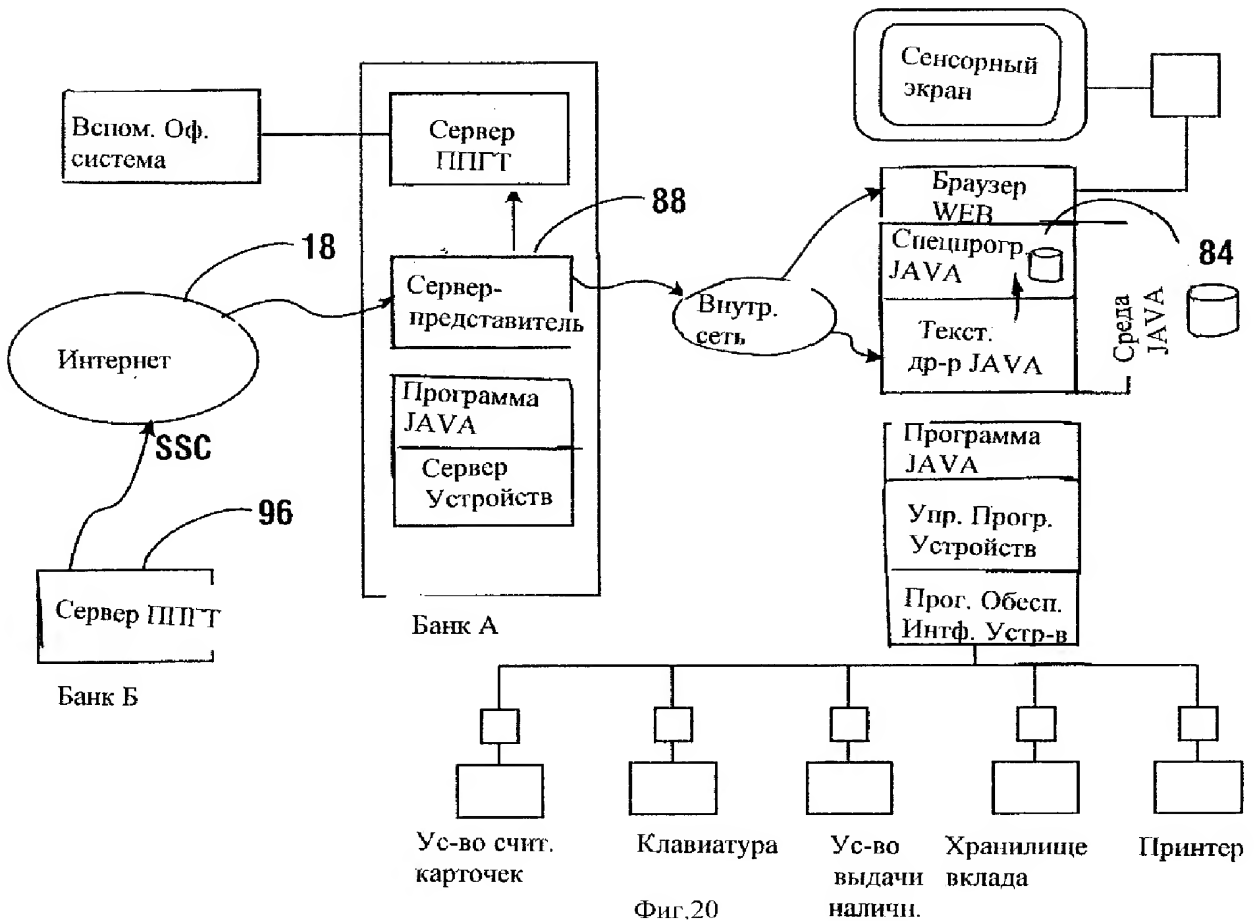 Сенсорный
экран
Вспом. Оф.
система
Сервер
ППГТ
88
Браузер
WEB
18
Спецпрогр.
JAVA
84
Сервер-
представитель
Внутр.
сеть
Интернет
Текст.
др-р JAVA
Среда
JAVA
Программа
JAVA
SSC
Сервер
Устройств
Программа
JAVA
96
Упр. Прогр.
Устройств
Сервер ППГТ
Прог. Обесп.
Интф. Устр-в
Банк А
Банк Б
Ус-во счит.
карточек
Клавиатура
Ус-во
выдачи
наличн.
Хранилище
вклада
Принтер
Фиг,20